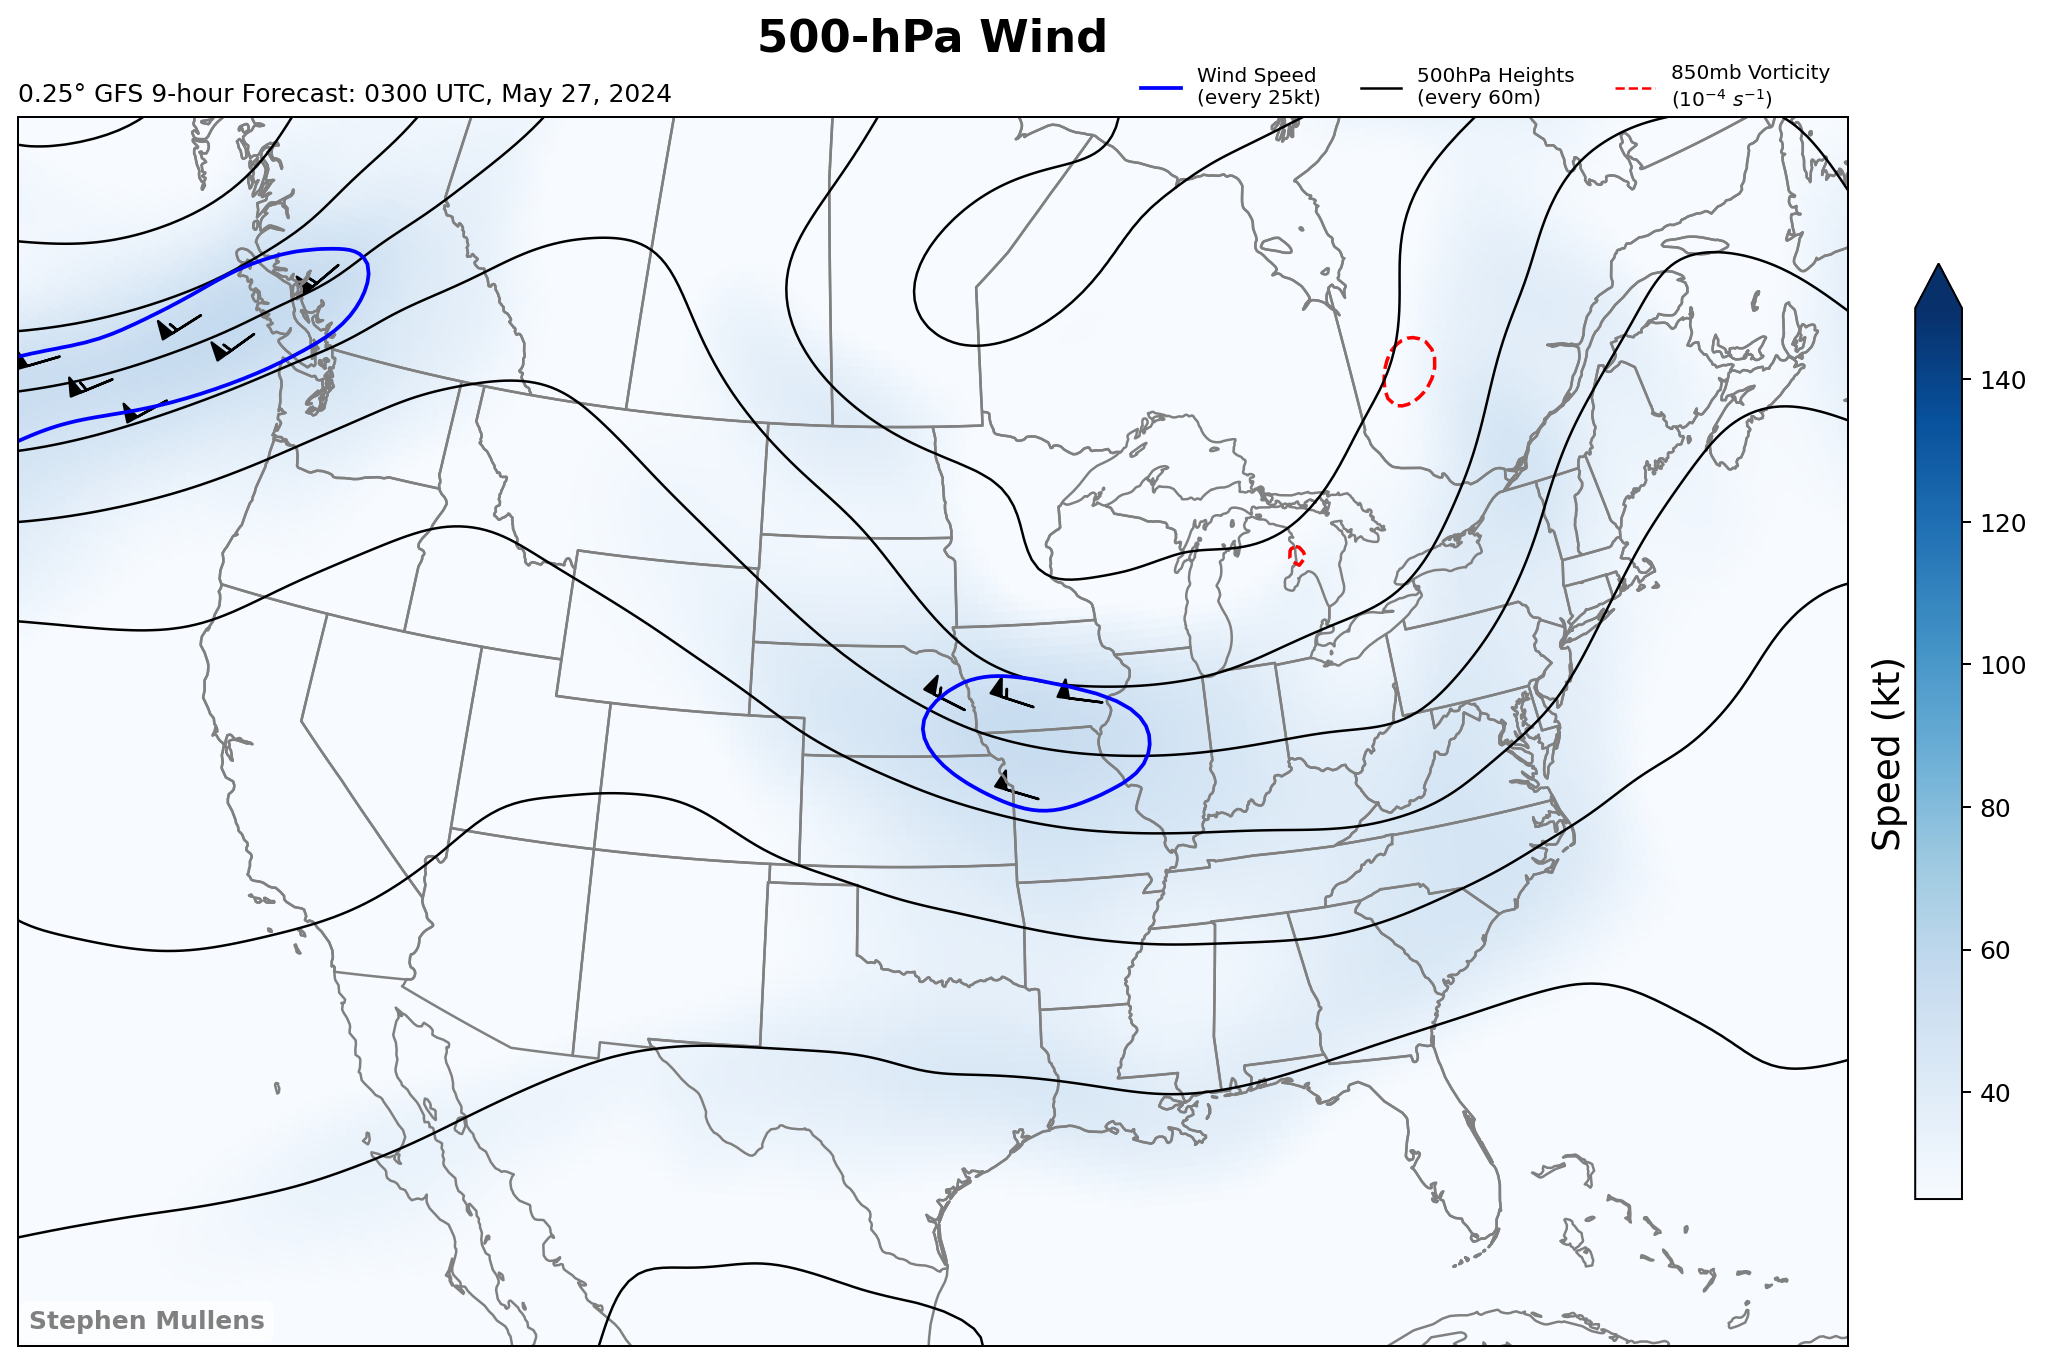 500-hPa Wind
0.25° GFS 9-hour Forecast: 0300 UTC, May 27, 2024
Wind Speed
(every 25kt)
500hPa Heights
(every 60m)
850mb Vorticity
(10⁻⁴ s⁻¹)
140
120
100
80
60
40
Speed (kt)
Stephen Mullens